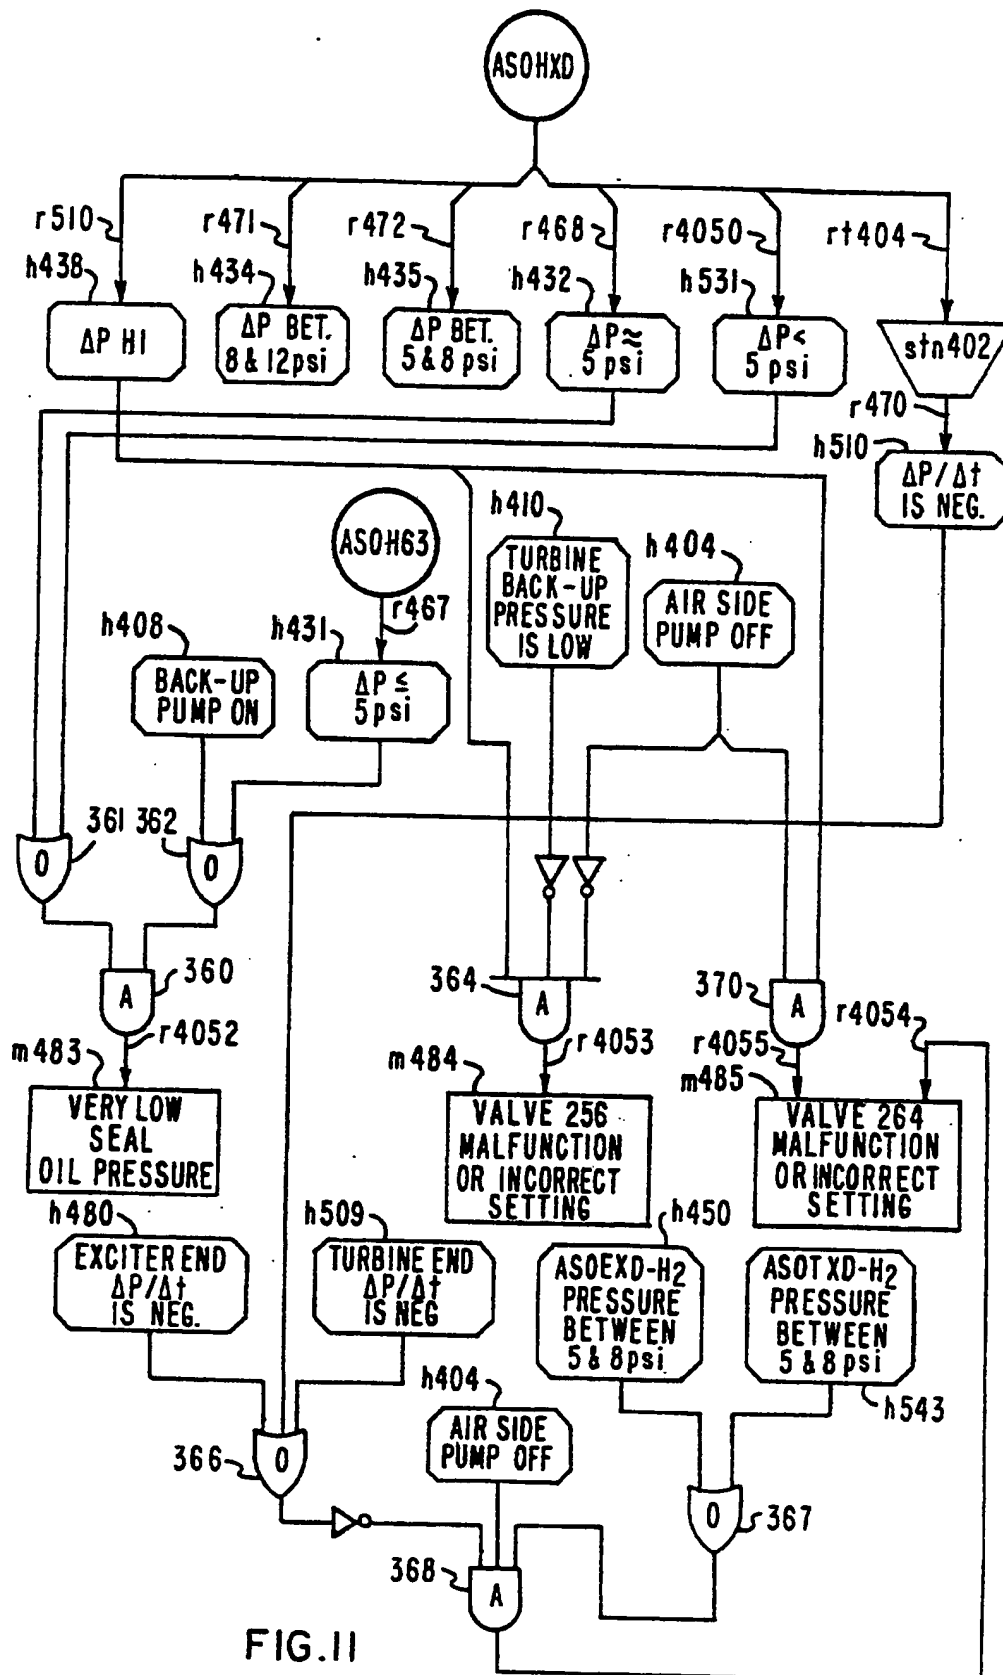 ASOHXD
r510
r471
r472
r468
r4050
rt404
h438
h434
h435
h432
h531
ΔP HI
ΔP BET.
8 & 12psi
ΔP BET.
5 & 8 psi
ΔP≈
5 psi
ΔP<
5 psi
stn402
r470
h510
ΔP/Δt
IS NEG.
ASOH63
r467
h410
TURBINE
BACK-UP
PRESSURE
IS LOW
h404
AIR SIDE
PUMP OFF
h408
BACK-UP
PUMP ON
h431
ΔP ≤
5 psi
361
362
O
O
360
A
r4052
364
A
r4053
370
A
r4054
r4055
m483
VERY LOW
SEAL
OIL PRESSURE
m484
VALVE 256
MALFUNCTION
OR INCORRECT
SETTING
m485
VALVE 264
MALFUNCTION
OR INCORRECT
SETTING
h480
EXCITER END
ΔP/Δt
IS NEG.
h509
TURBINE END
ΔP/Δt
IS NEG
h450
ASOEXD-H2
PRESSURE
BETWEEN
5 & 8psi
ASOTXD-H2
PRESSURE
BETWEEN
5 & 8psi
h543
h404
AIR SIDE
PUMP OFF
366
O
O
367
368
A
FIG.11